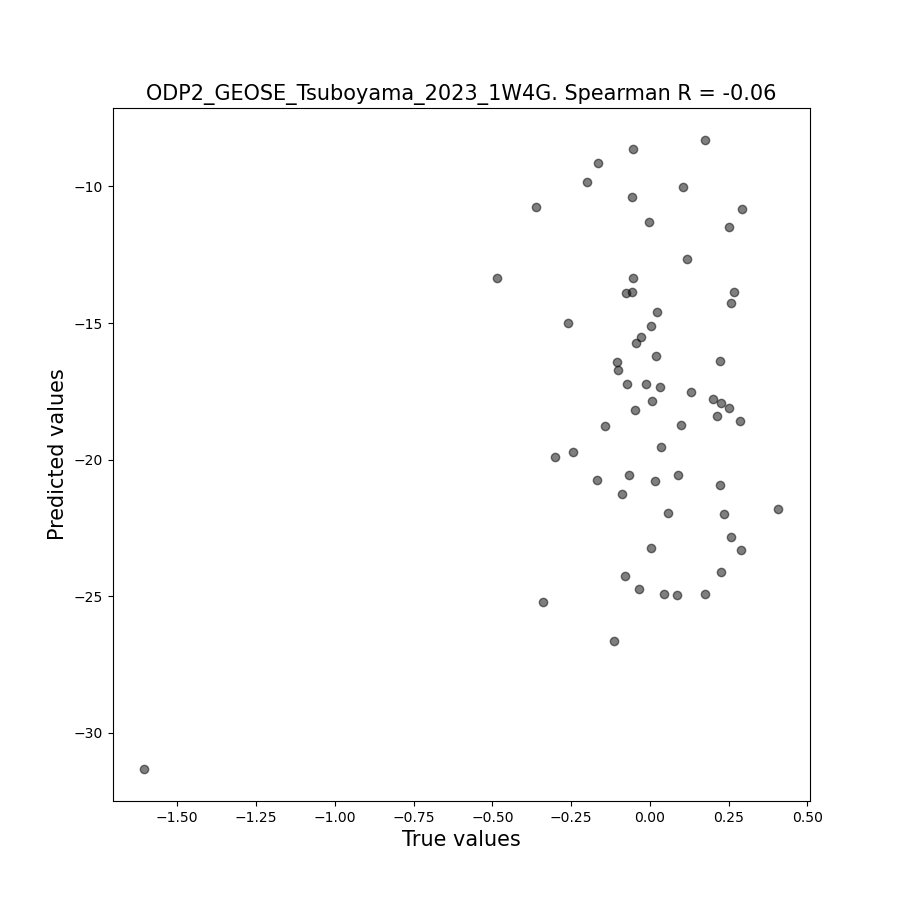 ODP2_GEOSE_Tsuboyama_2023_1W4G. Spearman R = -0.06
Predicted values
−10
−15
−20
−25
−30
−1.50 −1.25 −1.00 −0.75 −0.50 −0.25 0.00 0.25 0.50
True values